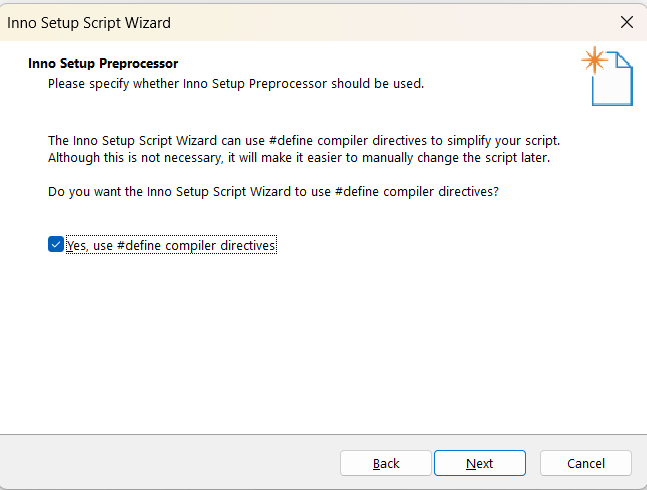 Inno Setup Script Wizard
Inno Setup Preprocessor
Please specify whether Inno Setup Preprocessor should be used.
The Inno Setup Script Wizard can use #define compiler directives to simplify your script.
Although this is not necessary, it will make it easier to manually change the script later.
Do you want the Inno Setup Script Wizard to use #define compiler directives?
Yes, use #define compiler directives
Back
Next
Cancel